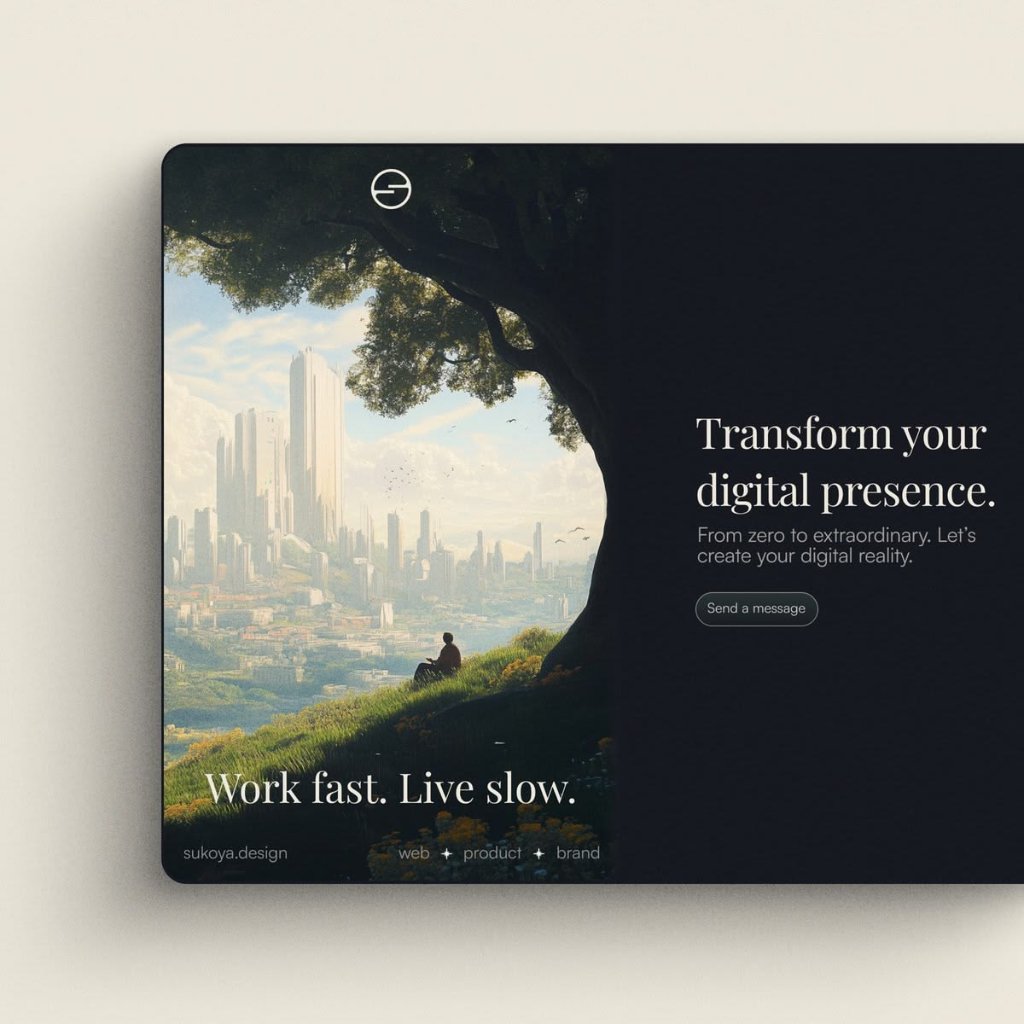 Work fast. Live slow.
sukoya.design
web ✦ product ✦ brand
Transform your
digital presence.
From zero to extraordinary. Let’s
create your digital reality.
Send a message